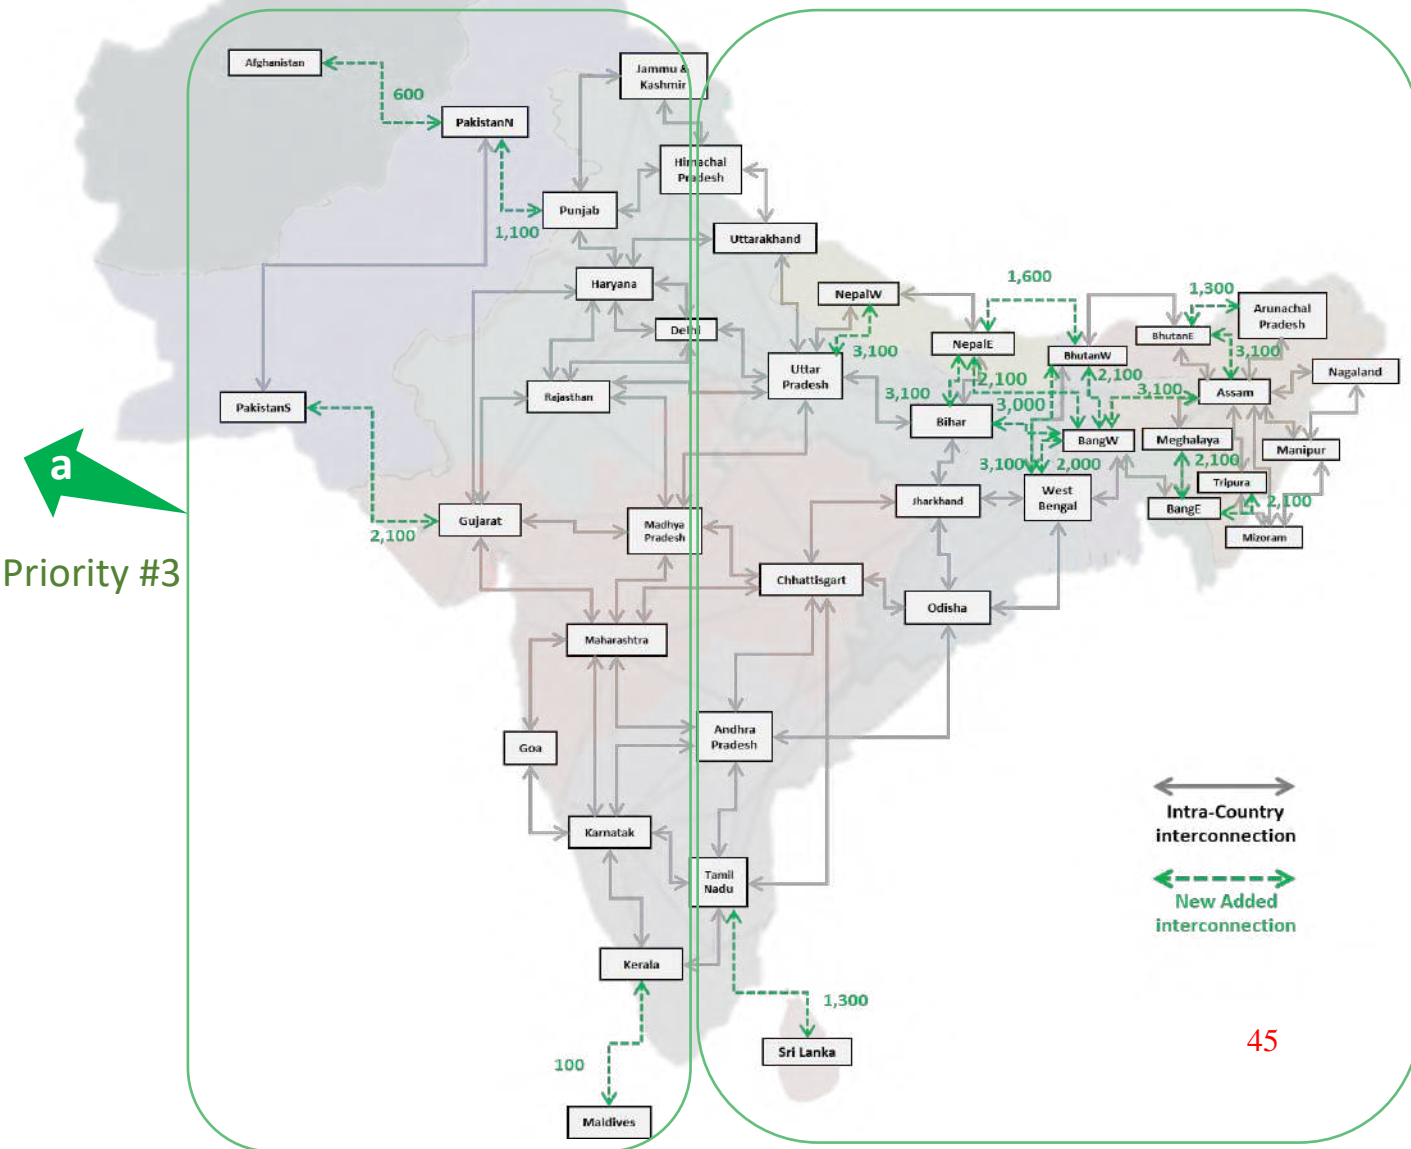 Afghanistan
600
PakistanN
Jammu &
Kashmir
Himachal
Pradesh
Punjab
1,100
Uttarakhand
Haryana
NepalW
1,600
1,300
Arunachal
Pradesh
Delhi
NepalE
BhutanW
BhutanE
3,100
3,100
Nagaland
Uttar
Pradesh
2,100
2,100
3,100
3,100
Assam
PakistanS
Rajasthan
3,000
Bihar
BangW
Meghalaya
Manipur
a
3,100
2,000
2,100
Tripura
Jharkhand
West
Bengal
BangE
2,100
Gujarat
2,100
Madhya
Pradesh
Mizoram
Priority #3
Chhattisgart
Odisha
Maharashtra
Andhra
Pradesh
Goa
Intra-Country
interconnection
Karnatak
Tamil
Nadu
New Added
interconnection
Kerala
1,300
Sri Lanka
45
100
Maldives